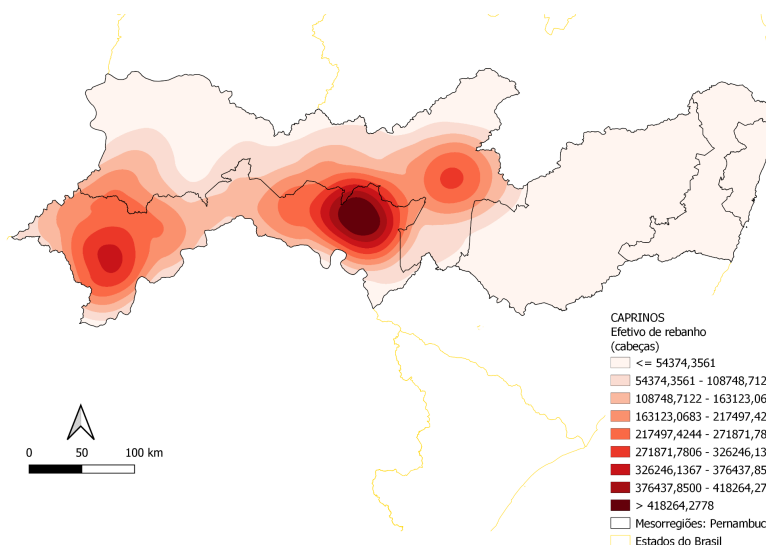 CAPRINOS
Efetivo de rebanho
(cabeças)
<= 54374,3561
54374,3561 - 108748,712
108748,7122 - 163123,06
163123,0683 - 217497,42
217497,4244 - 271871,78
271871,7806 - 326246,13
326246,1367 - 376437,85
376437,8500 - 418264,27
> 418264,2778
Mesorregiões: Pernambuc
Estados do Brasil
0 50 100 km